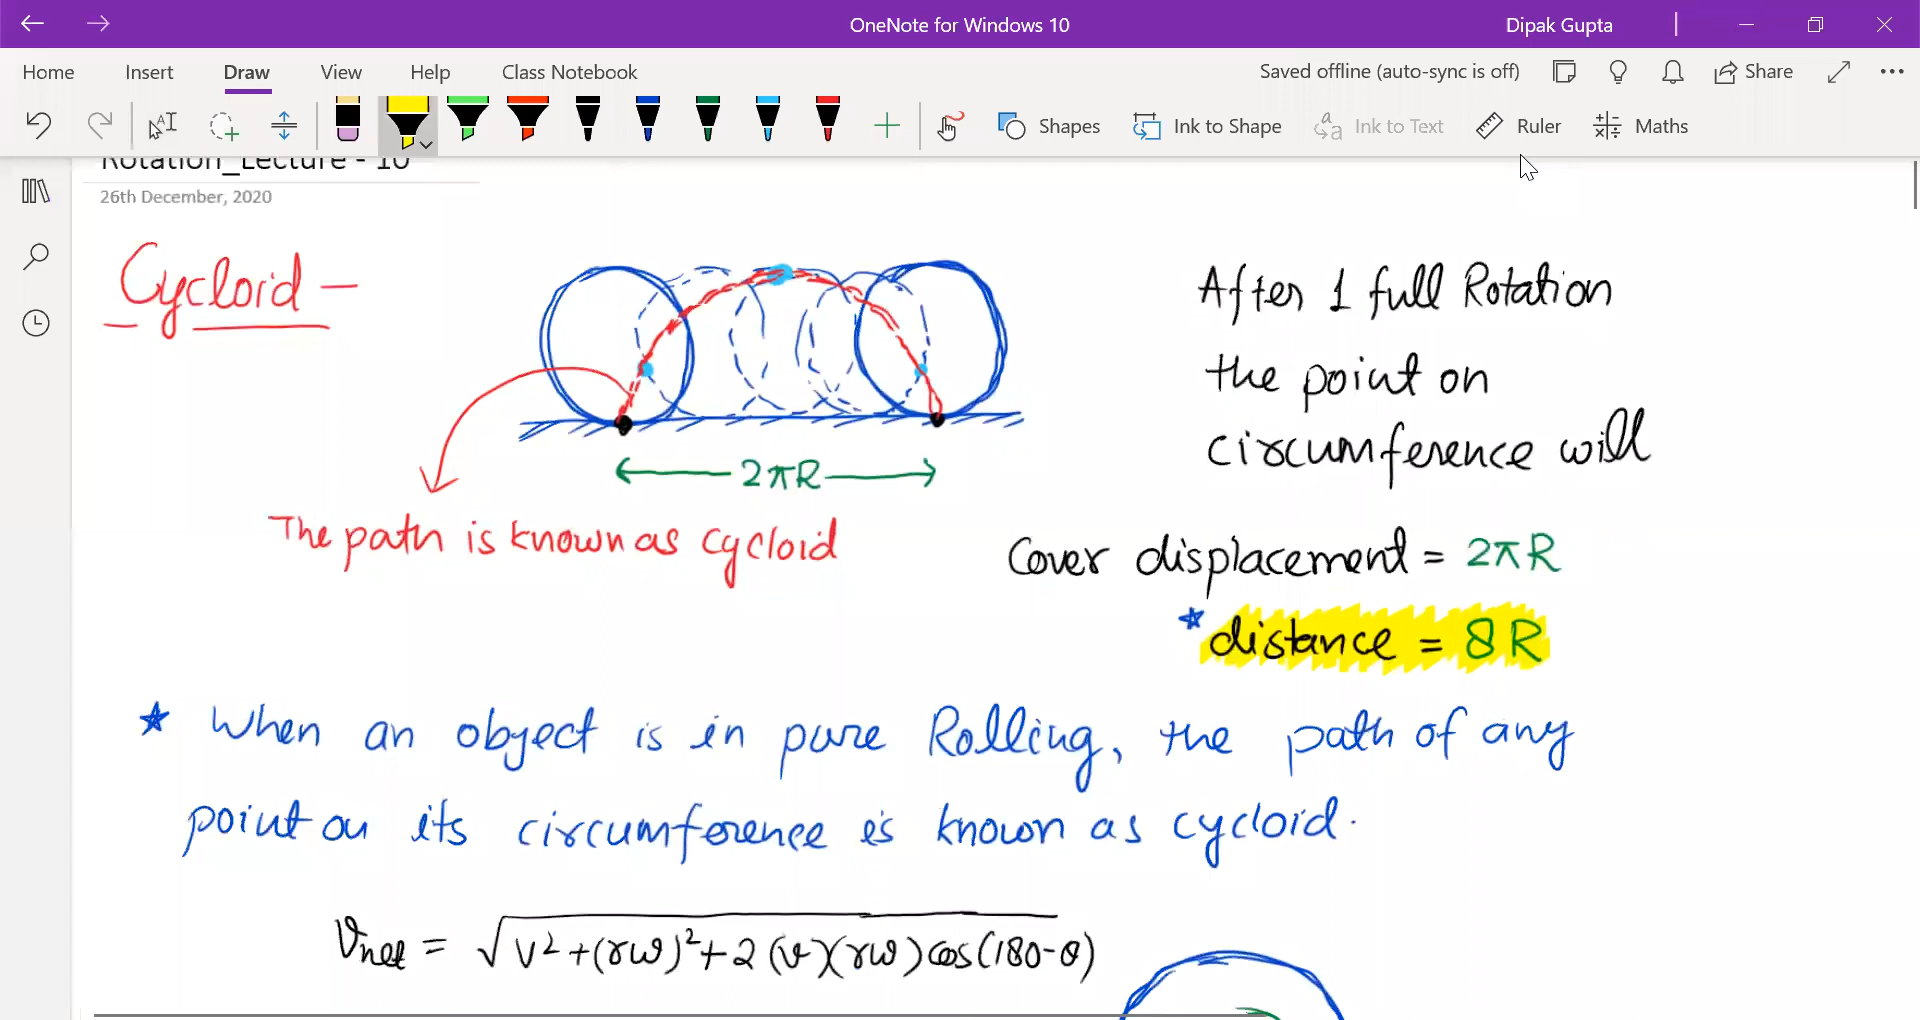 OneNote for Windows 10
Dipak Gupta
Home Insert Draw View Help Class Notebook
Saved offline (auto-sync is off) Share
Shapes Ink to Shape Ink to Text Ruler Maths
Rotation_Lecture - 10
26th December, 2020
Cycloid -
After 1 full Rotation
the point on
circumference will
2πR
The path is known as cycloid
Cover displacement = 2πR
* distance = 8R
* When an object is in pure Rolling, the path of any
point on its circumference is known as cycloid.
Vnet = √v² + (rω)² + 2 (v)(rω) cos(180-θ)